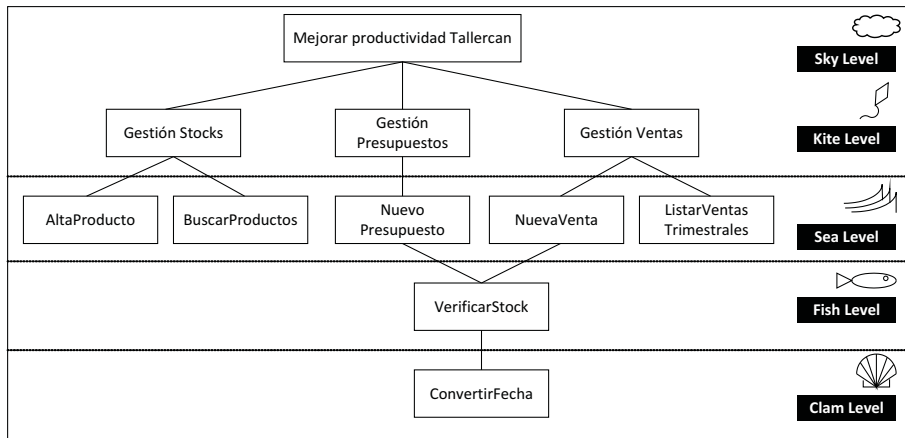 Mejorar productividad Tallercan
Sky Level
Gestión Stocks
Gestión
Presupuestos
Gestión Ventas
Kite Level
AltaProducto
BuscarProductos
Nuevo
Presupuesto
NuevaVenta
ListarVentas
Trimestrales
Sea Level
VerificarStock
Fish Level
ConvertirFecha
Clam Level